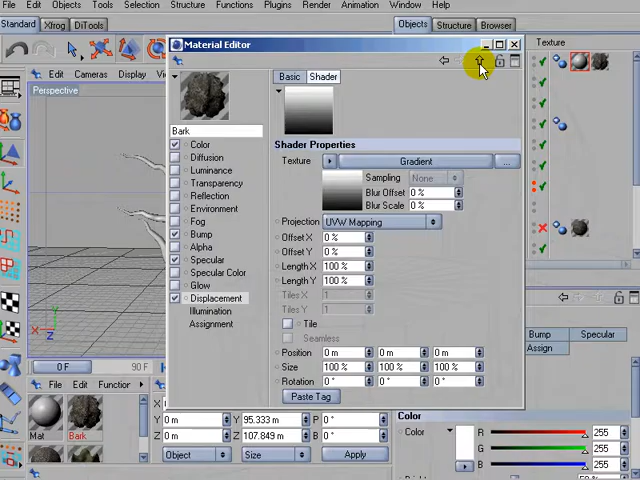 File Edit Objects Tools Selection Structure Functions Plugins Render Animation Window Help
Standard Xfrog DiTools
Objects Structure Browser
Material Editor
Texture
Edit Cameras Display
Perspective
Basic Shader
Bark
Color
Diffusion
Luminance
Transparency
Reflection
Environment
Fog
Bump
Alpha
Specular
Specular Color
Glow
Displacement
Illumination
Assignment
Shader Properties
Texture Gradient ...
Sampling None
Blur Offset 0 %
Blur Scale 0 %
Projection UVW Mapping
Offset X 0 %
Offset Y 0 %
Length X 100 %
Length Y 100 %
Tiles X 1
Tiles Y 1
Tile
Seamless
Position 0 m 0 m 0 m
Size 100 % 100 % 100 %
Rotation 0 ° 0 ° 0 °
Paste Tag
Bump Specular
Assign
0 F 90 F
File Edit Function
Mat Bark
X
Y
Z
0 m Y 95.333 m P 0 °
0 m Z 107.849 m B 0 °
Object Size Apply
Color
Color R 255
G 255
B 255